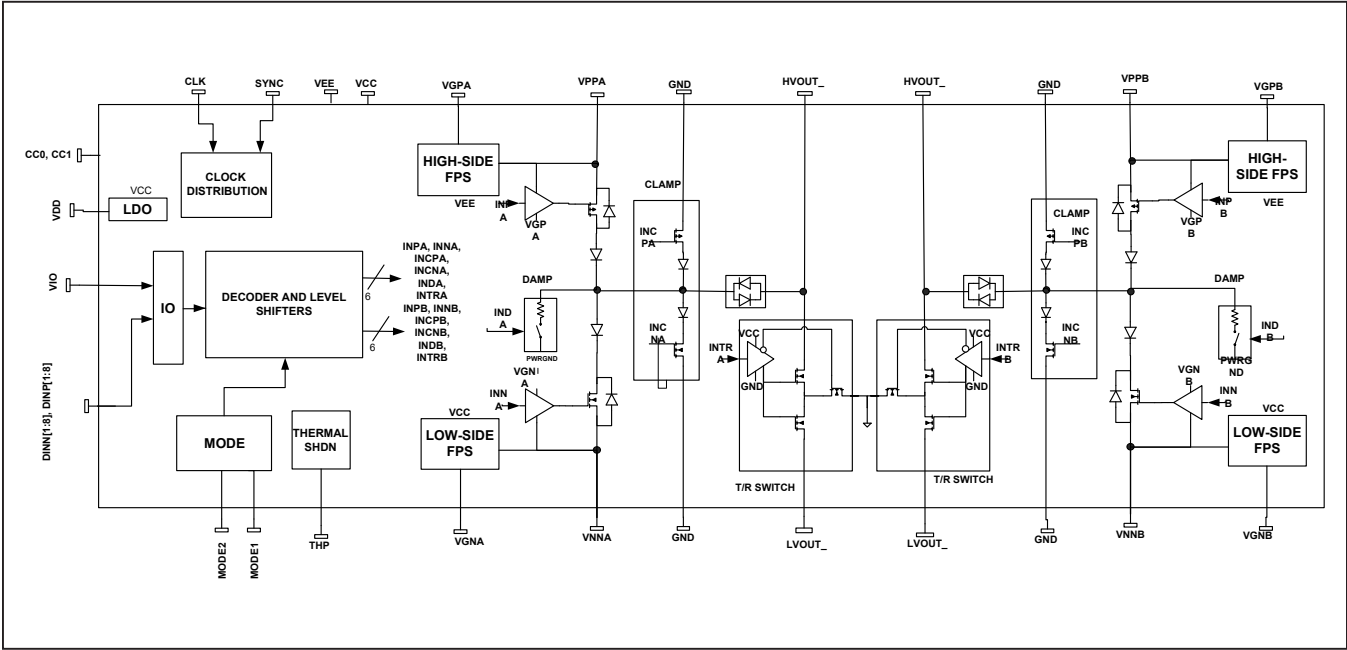 CLK
SYNC
VEE
VCC
VGPA
VPPA
GND
HVOUT_
HVOUT_
GND
VPPB
VGPB
CC0, CC1
VDD
VCC
LDO
CLOCK
DISTRIBUTION
HIGH-SIDE
FPS
VEE
INP
A
VGP
A
CLAMP
INC
PA
CLAMP
INC
PB
HIGH-
SIDE FPS
VEE
INP
B
VGP
B
VIO
IO
DECODER AND LEVEL
SHIFTERS
6
6
INPA, INNA,
INCPA,
INCNA,
INDA,
INTRA
INPB, INNB,
INCPB,
INCNB,
INDB,
INTRB
DAMP
IND
A
PWRGND
INC
NA
VCC
INTR
A
GND
VCC
INTR
B
GND
INC
NB
DAMP
IND
B
PWRG
ND
DINN[1:8], DINP[1:8]
MODE
THERMAL
SHDN
VGN
A
INN
A
VCC
LOW-SIDE
FPS
T/R SWITCH
T/R SWITCH
VGN
B
INN
B
VCC
LOW-SIDE
FPS
MODE2
MODE1
THP
VGNA
VNNA
GND
LVOUT_
LVOUT_
GND
VNNB
VGNB